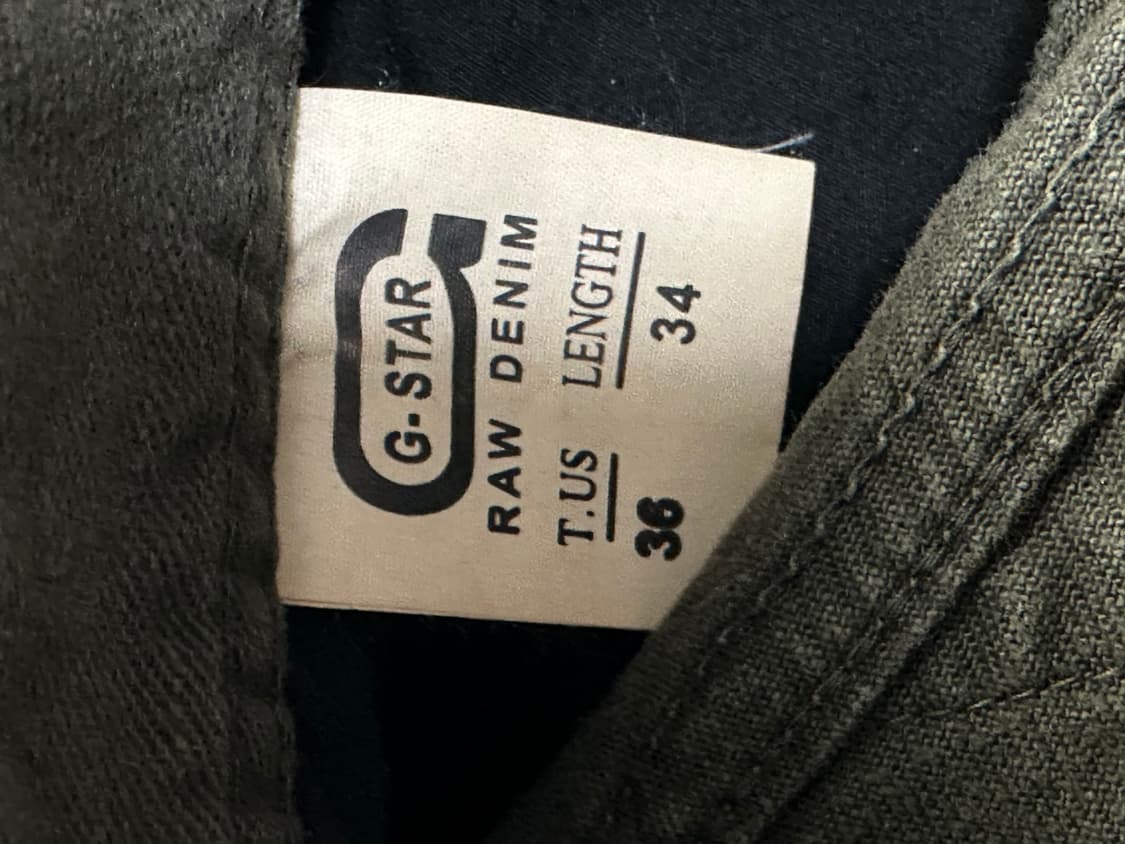 G-STAR
RAW DENIM
T.US LENGTH
36 34